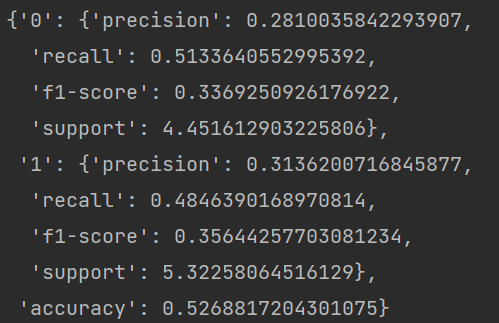 {'0': {'precision': 0.2810035842293907,
'recall': 0.5133640552995392,
'f1-score': 0.3369250926176922,
'support': 4.451612903225806},
'1': {'precision': 0.3136200716845877,
'recall': 0.4846390168970814,
'f1-score': 0.35644257703081234,
'support': 5.32258064516129},
'accuracy': 0.5268817204301075}